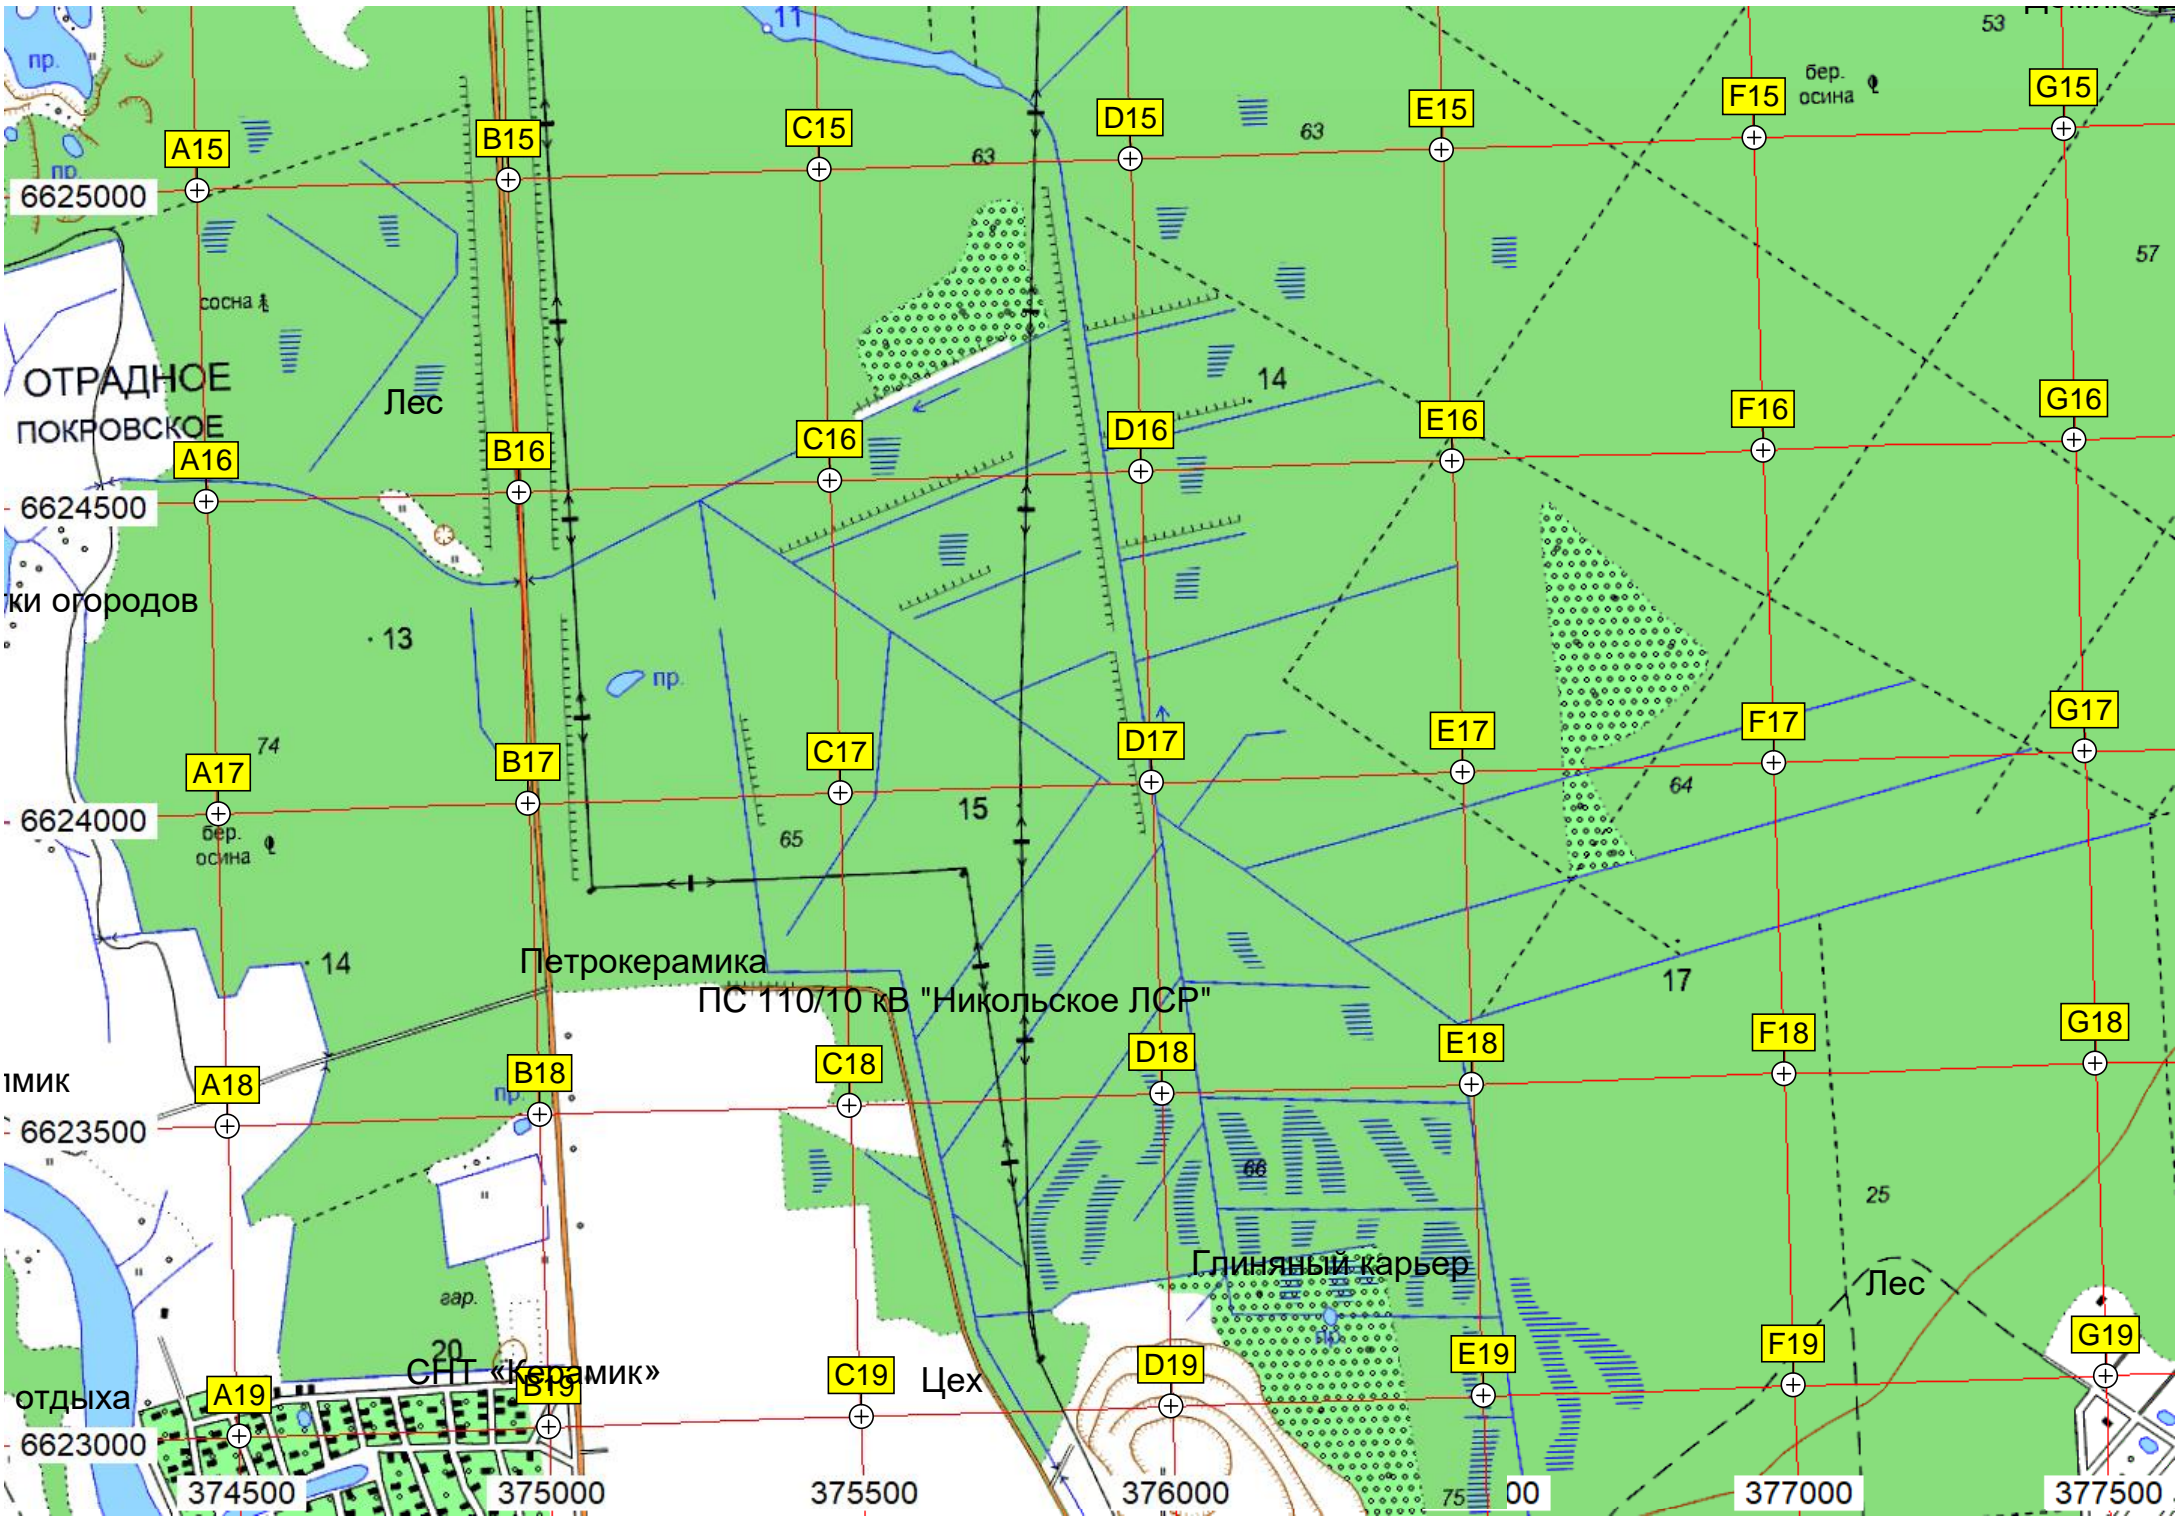 11
53
пр.
бер.
осина
G15
F15
E15
D15
C15
B15
A15
63
63
пр.
6625000
57
сосна
14
ОТРАДНОЕ
ПОКРОВСКОЕ
Лес
G16
F16
E16
D16
C16
B16
A16
6624500
ки огородов
13
пр.
G17
F17
E17
D17
C17
B17
A17
74
64
15
65
6624000
бер.
осина
14
Петрокерамика
17
ПС 110/10 кВ "Никольское ЛСР"
G18
F18
E18
D18
C18
B18
A18
мик
пр.
6623500
66
25
Глиняный карьер
Лес
гар.
пр.
20
G19
F19
E19
D19
C19
B19
A19
СНТ «Керамик»
Цех
отдыха
6623000
374500
375000
375500
376000
75
00
377000
377500